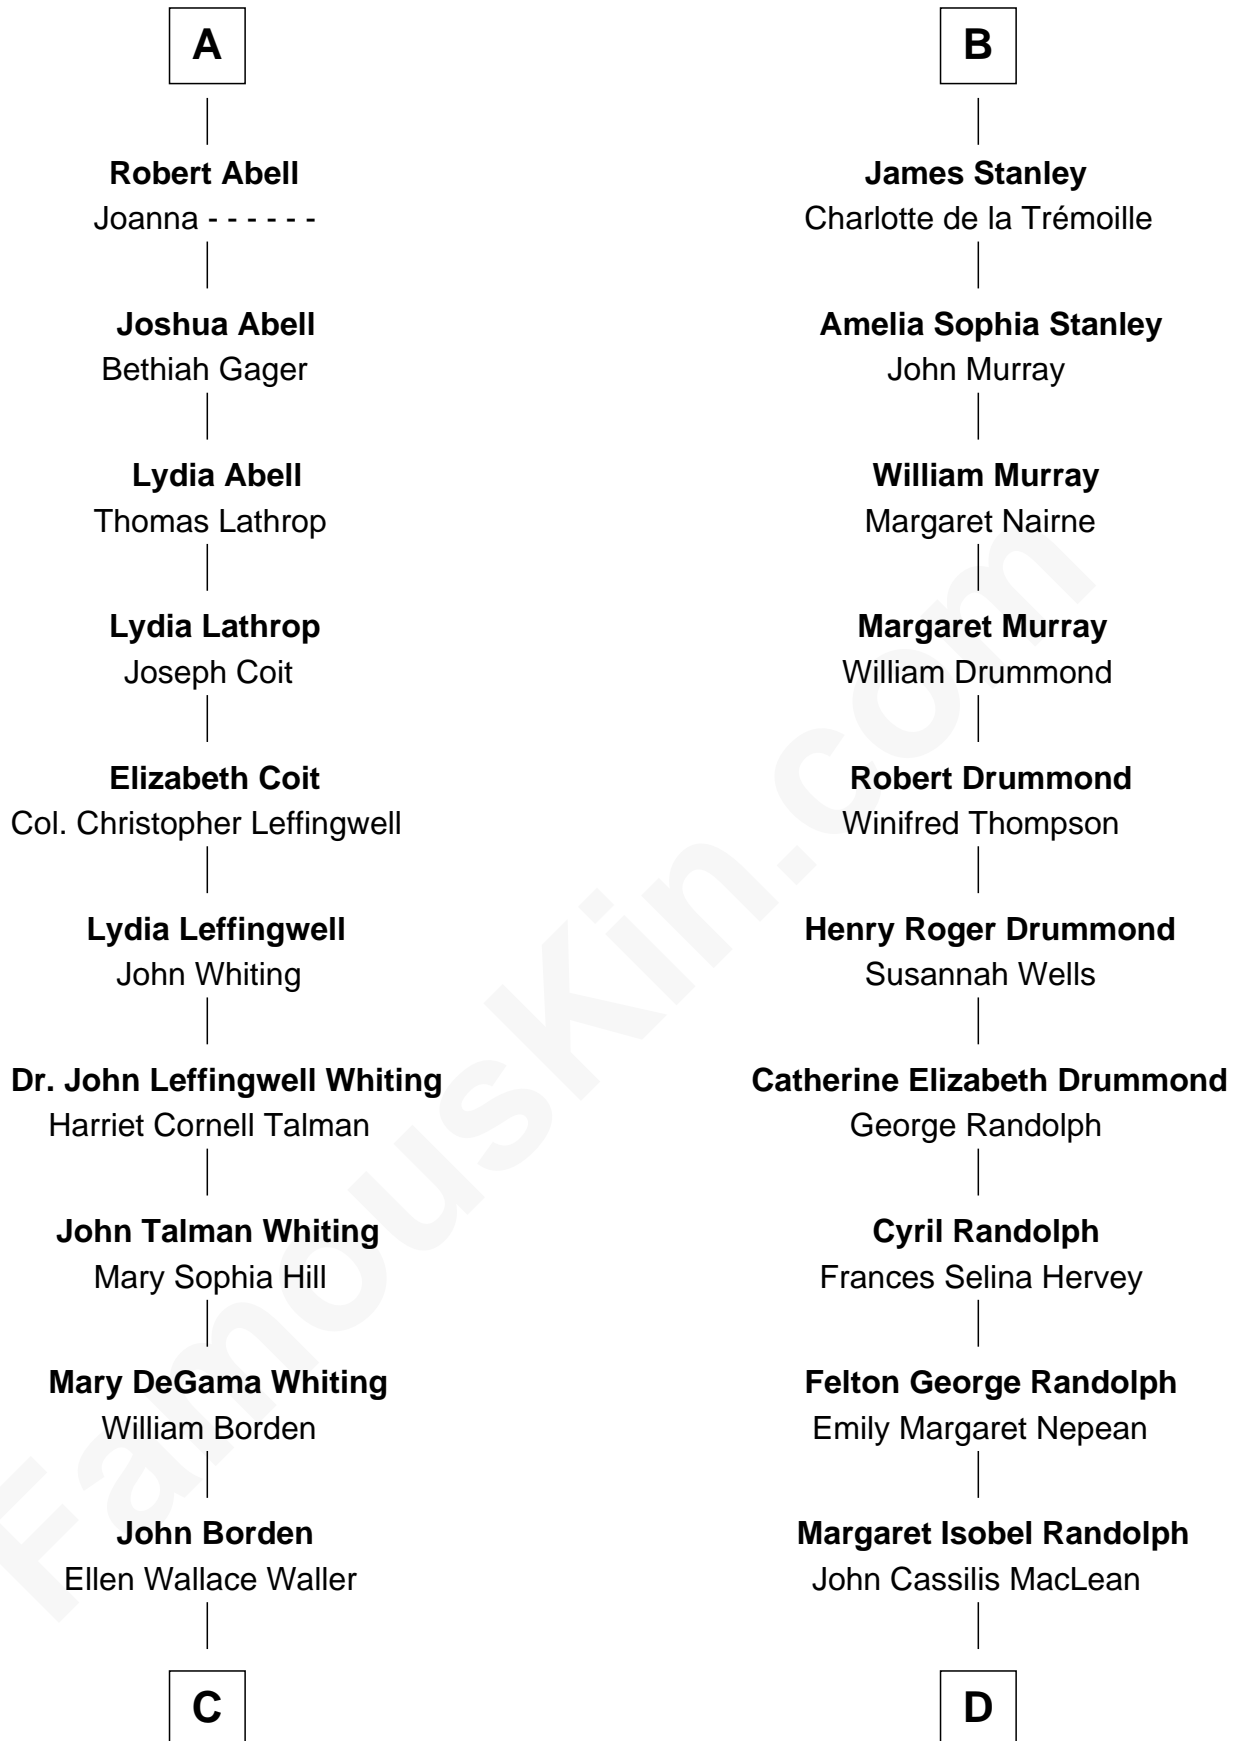 A
Robert Abell
Joanna - - - - - -
Joshua Abell
Bethiah Gager
Lydia Abell
Thomas Lathrop
Lydia Lathrop
Joseph Coit
Elizabeth Coit
Col. Christopher Leffingwell
Lydia Leffingwell
John Whiting
Dr. John Leffingwell Whiting
Harriet Cornell Talman
John Talman Whiting
Mary Sophia Hill
Mary DeGama Whiting
William Borden
John Borden
Ellen Wallace Waller
C
B
James Stanley
Charlotte de la Trémoille
Amelia Sophia Stanley
John Murray
William Murray
Margaret Nairne
Margaret Murray
William Drummond
Robert Drummond
Winifred Thompson
Henry Roger Drummond
Susannah Wells
Catherine Elizabeth Drummond
George Randolph
Cyril Randolph
Frances Selina Hervey
Felton George Randolph
Emily Margaret Nepean
Margaret Isobel Randolph
John Cassilis MacLean
D
FamousKin.com